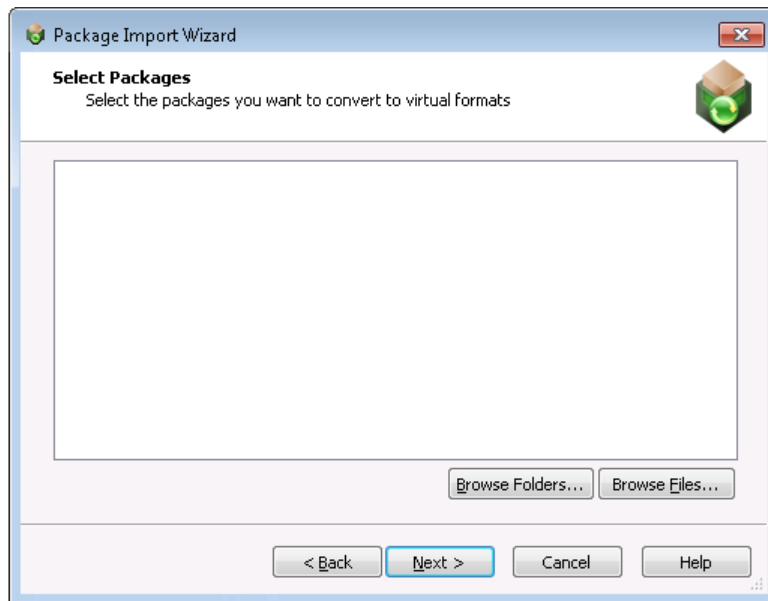 Package Import Wizard
Select Packages
Select the packages you want to convert to virtual formats
Browse Folders... Browse Files...
< Back Next > Cancel Help